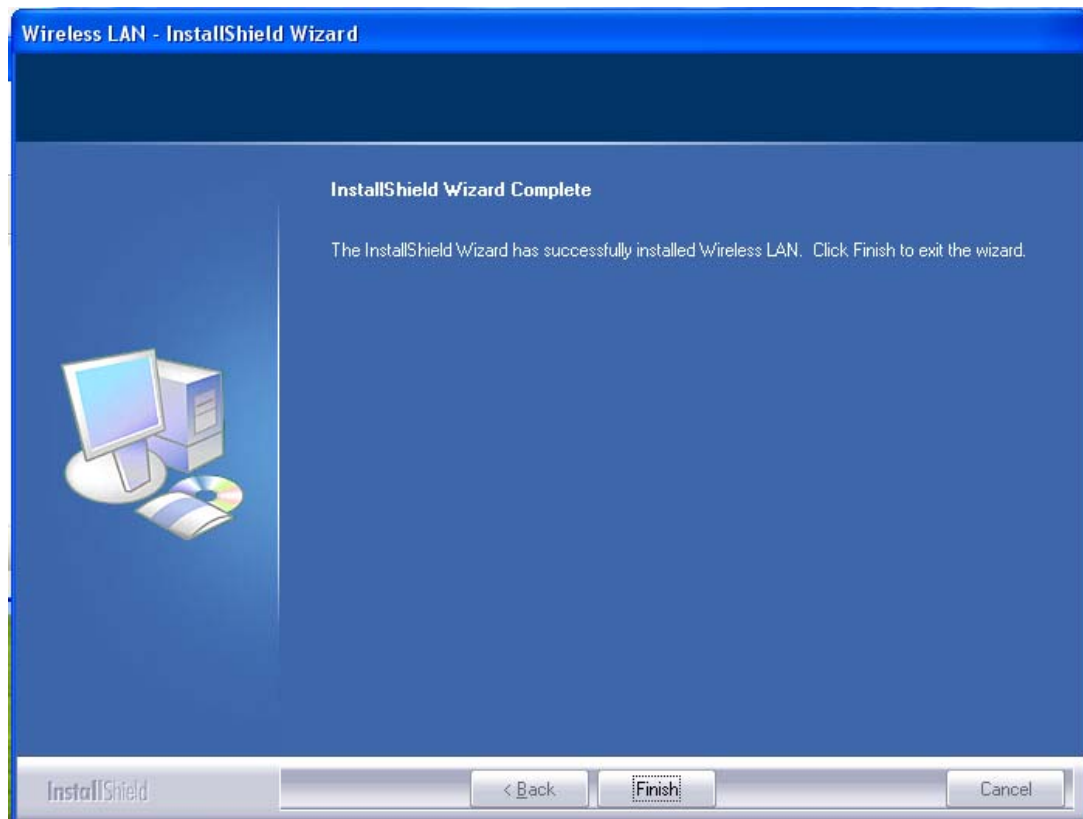 Wireless LAN - InstallShield Wizard
InstallShield Wizard Complete
The InstallShield Wizard has successfully installed Wireless LAN.  Click Finish to exit the wizard.
InstallShield
< Back
Finish
Cancel